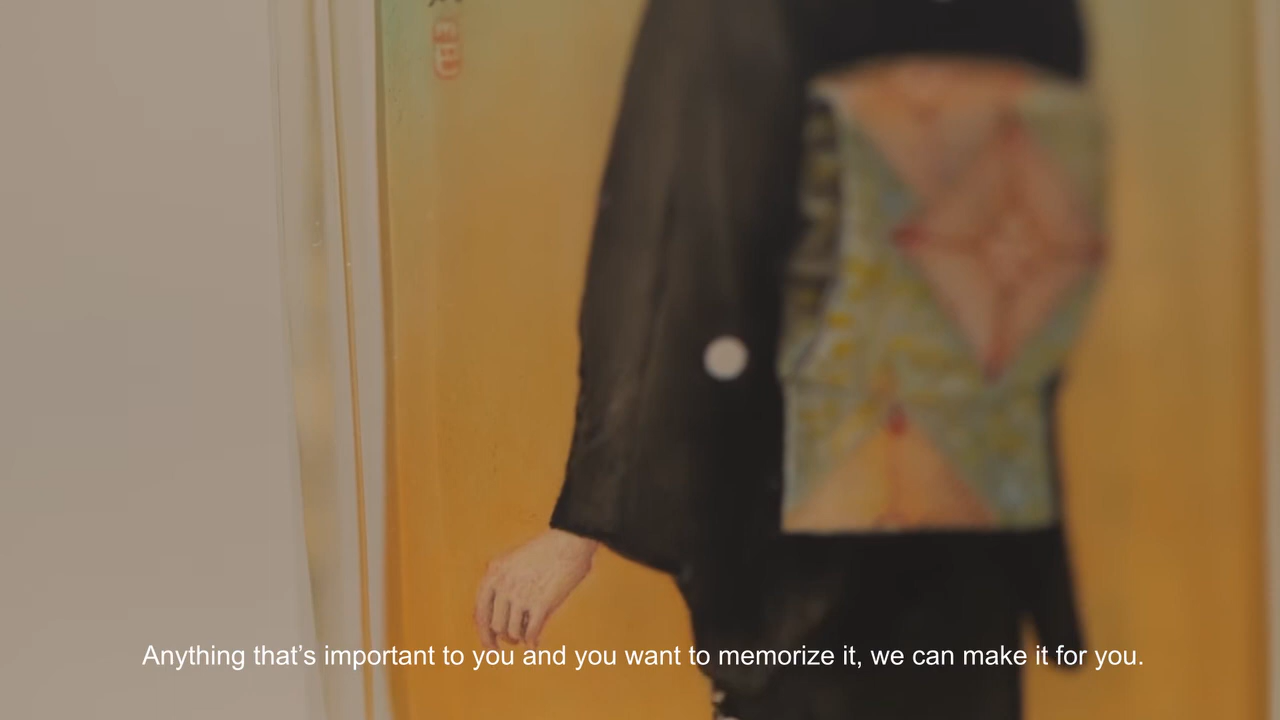 Anything that’s important to you and you want to memorize it, we can make it for you.